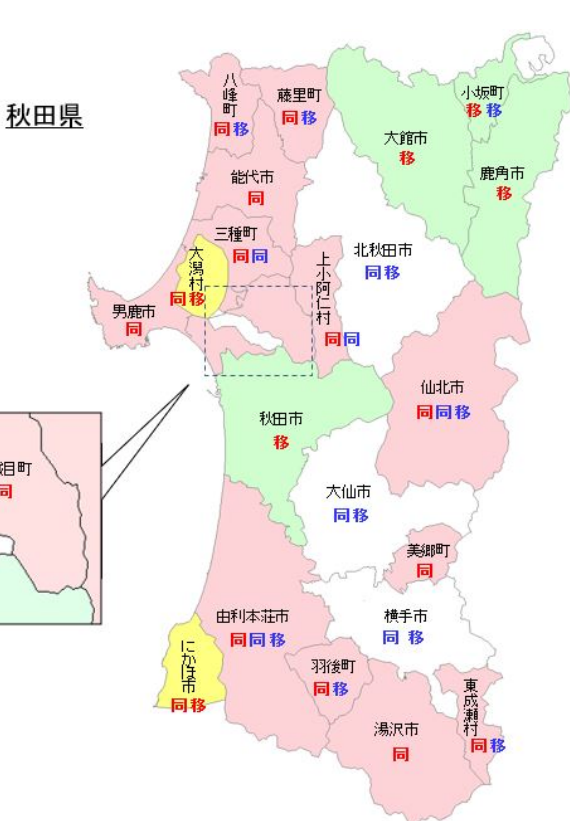 秋田県
八峰町
同移
藤里町
同移
能代市
同
三種町
同同
大潟村
同移
男鹿市
同
上小阿仁村
同同
北秋田市
同移
大館市
移
小坂町
移移
鹿角市
移
仙北市
同同移
秋田市
移
大仙市
同移
美郷町
同
横手市
同 移
由利本荘市
同同移
にかほ市
同移
羽後町
同移
湯沢市
同
東成瀬村
同移
目町
同